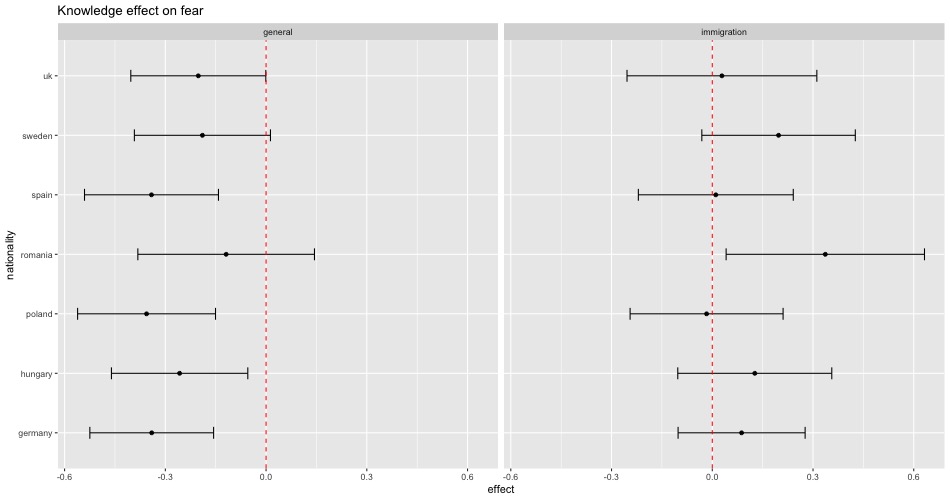 Knowledge effect on fear
general immigration
uk
sweden
spain
romania
poland
hungary
germany
nationality
-0.6 -0.3 0.0 0.3 0.6 -0.6 -0.3 0.0 0.3 0.6
effect